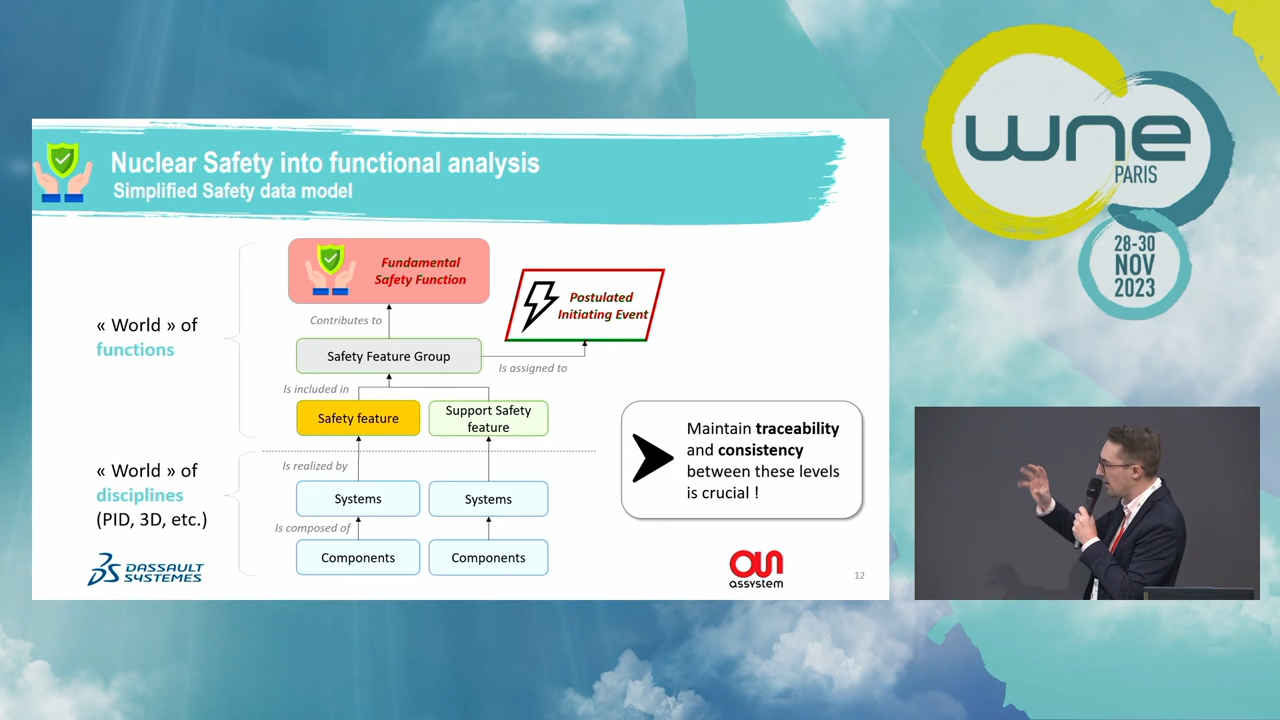 Nuclear Safety into functional analysis
Simplified Safety data model
Fundamental
Safety Function
Postulated
Initiating Event
Contributes to
« World » of
functions
Safety Feature Group
Is assigned to
Is included in
Safety feature
Support Safety
feature
Maintain traceability
and consistency
between these levels
is crucial !
Is realized by
« World » of
disciplines
(PID, 3D, etc.)
Systems
Systems
Is composed of
Components
Components
DASSAULT
SYSTEMES
assystem
12
wne
PARIS
28-30
NOV
2023